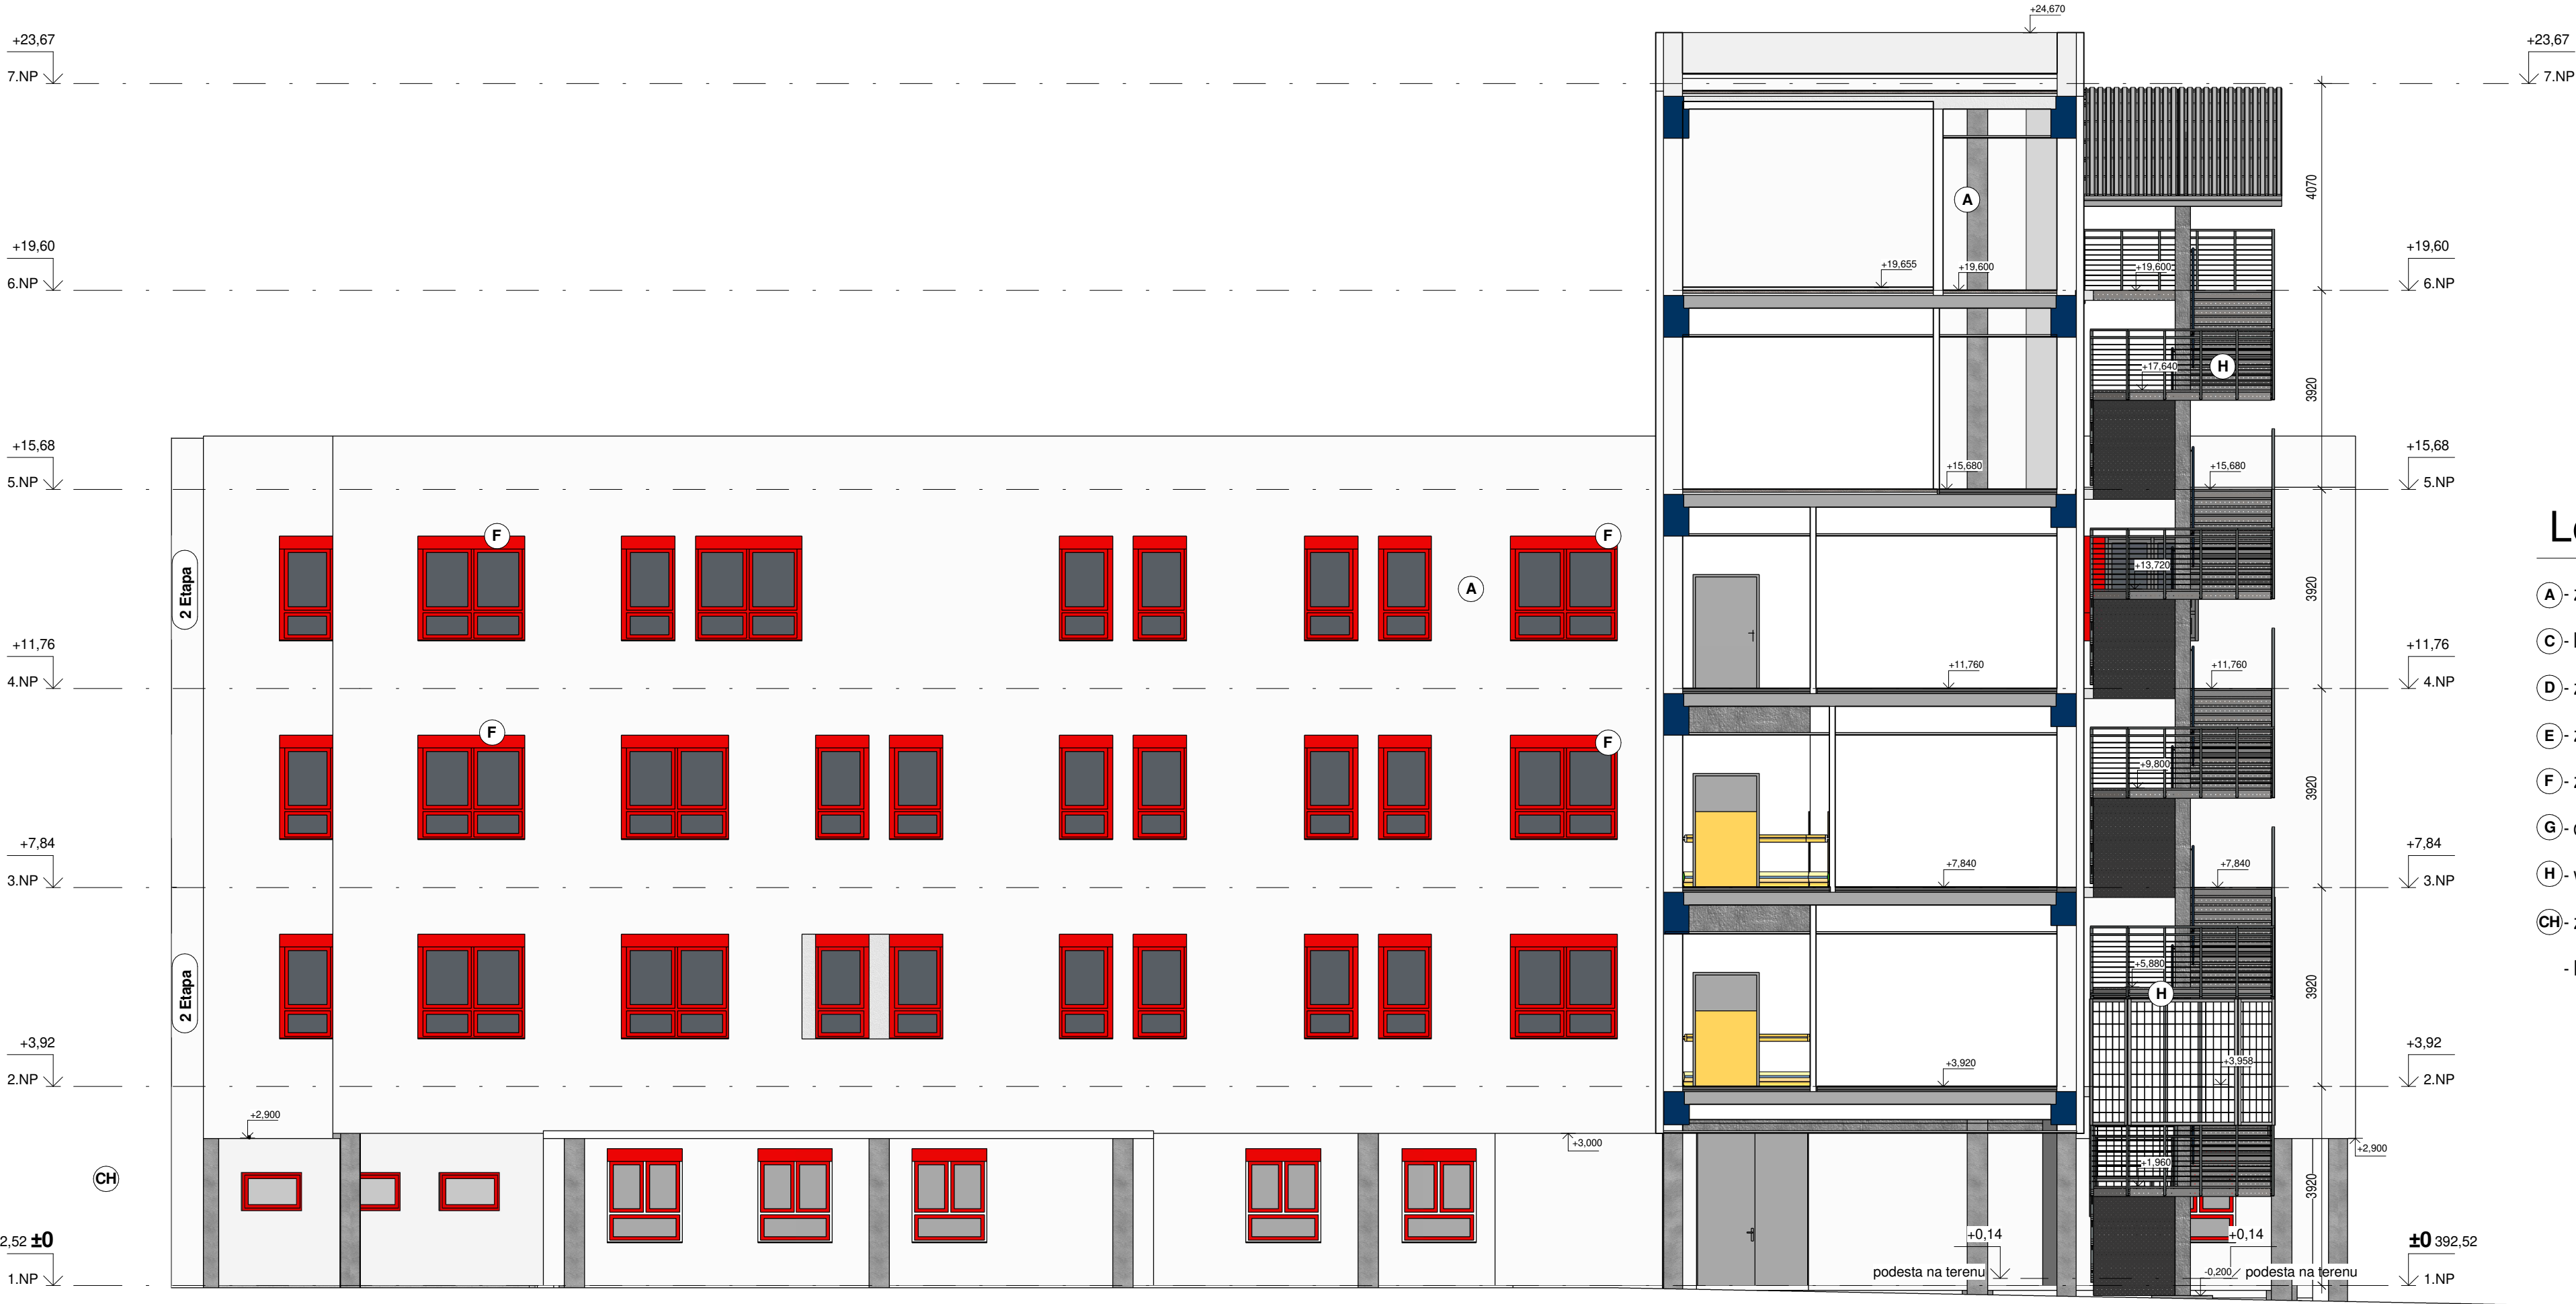 +24,670
+23,67
7.NP
+23,67
7.NP
4070
A
+19,60
6.NP
+19,655
+19,600
+19,600
+19,60
6.NP
H
+17,640
3920
+15,68
5.NP
+15,680
+15,680
+15,68
5.NP
2 Etapa
F
F
A
+13,720
3920
A -
C -
D -
E -
F -
G -
H -
CH -
-
+11,76
4.NP
+11,760
+11,760
+11,76
4.NP
F
F
+9,800
3920
+7,84
3.NP
+7,840
+7,840
+7,84
3.NP
2 Etapa
+5,880
H
3920
+3,92
2.NP
+3,920
+3,958
+3,92
2.NP
+2,900
+3,000
+2,900
CH
+1,960
3920
2,52 ±0
1.NP
+0,14
podesta na terenu
+0,14
-0,200
podesta na terenu
±0 392,52
1.NP